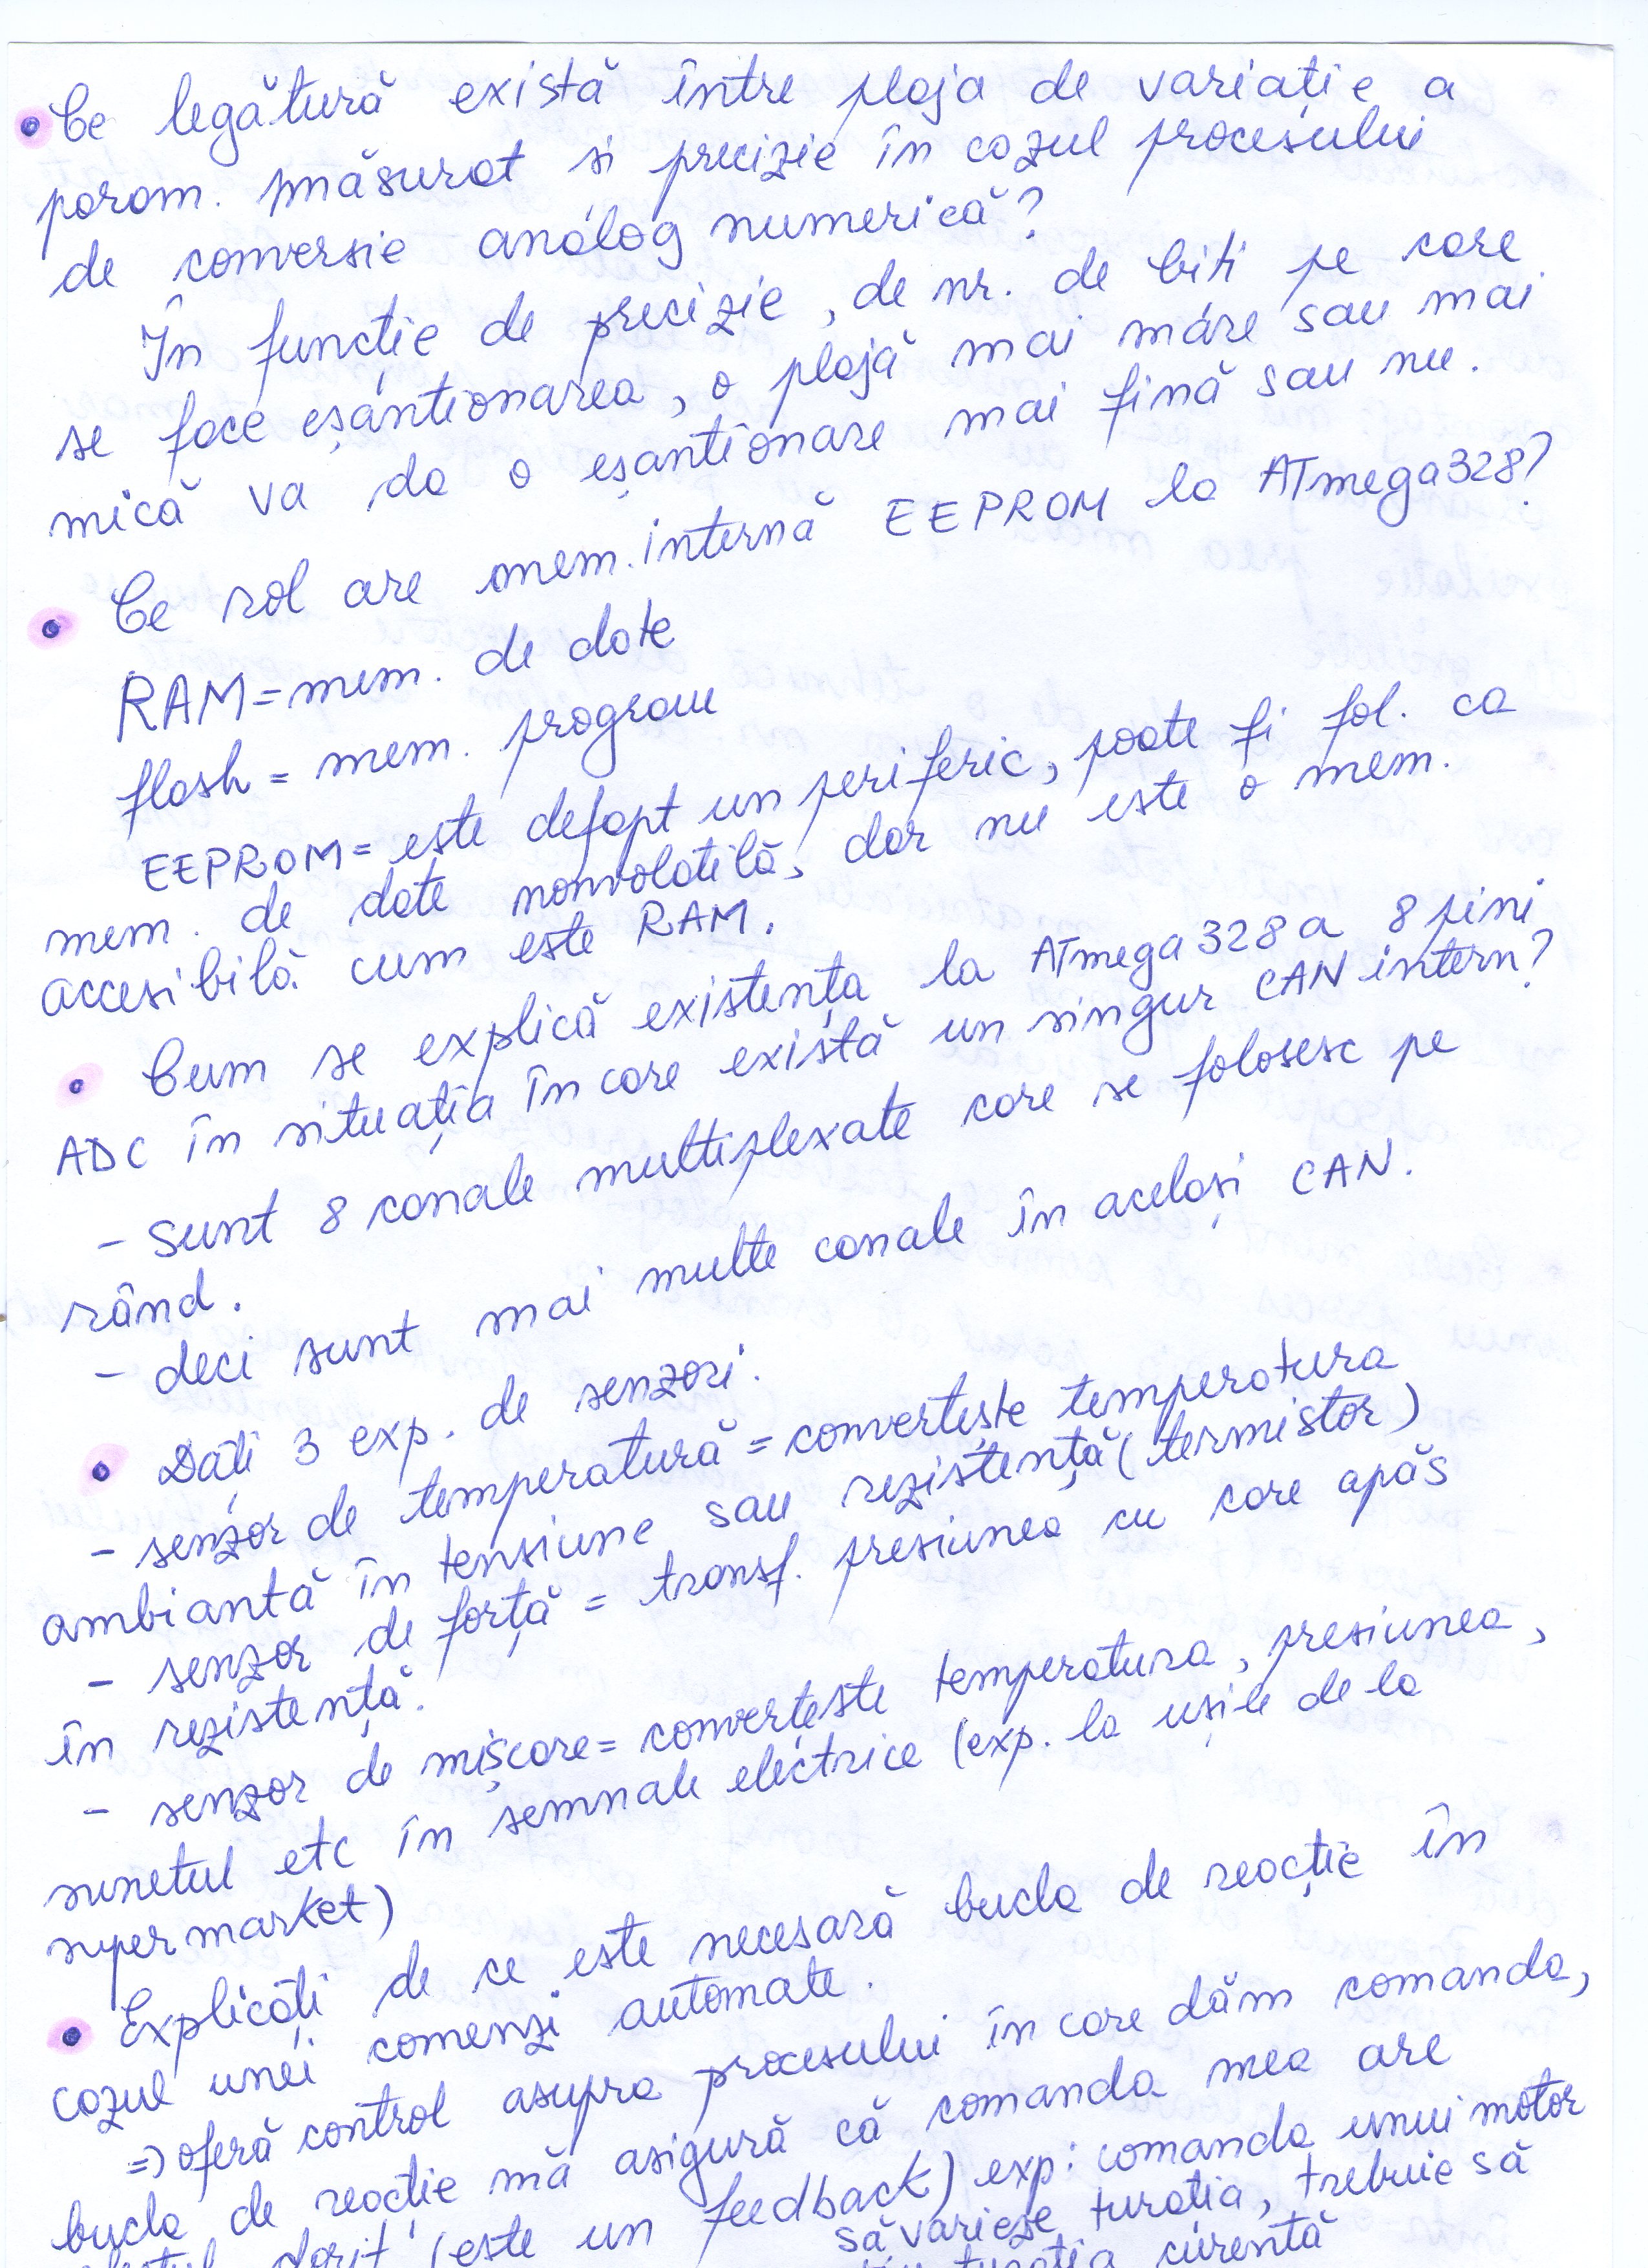 • Ce legătură există între plaja de variație a
param. măsurat și precizie în cazul procesului
de conversie analog numerică?
În funcție de precizie, de nr. de biti pe care
se face eșantionarea, o plajă mai mare sau mai
mică va da o eșantionare mai fină sau nu.
• Ce rol are mem. internă EEPROM la ATmega328?
RAM = mem. de date
flash = mem. program
EEPROM = este defapt un periferic, poate fi fol. ca
mem. de date nonvolatilă, dar nu este o mem.
accesibilă cum este RAM.
• Cum se explică existența la ATmega328 a 8 pini
ADC în situația în care există un singur CAN intern?
- Sunt 8 canale multiplexate care se folosesc pe
rând.
- deci sunt mai multe canale în același CAN.
• Dați 3 exp. de senzori.
- senzor de temperatură = convertește temperatura
ambiantă în tensiune sau rezistență (termistor)
- senzor de forță = transf. presiunea cu care apăs
în rezistență.
- senzor de mișcare = convertește temperatura, presiunea,
sunetul etc în semnale electrice (exp. la ușile de la
supermarket)
• Explicați de ce este necesară bucla de reacție în
cazul unei comenzi automate.
=> oferă control asupra procesului în care dăm comanda,
bucla de reacție mă asigură că comanda mea are
dorit (este un feedback) exp: comanda unui motor
să varieze turația, trebuie să
turația curentă